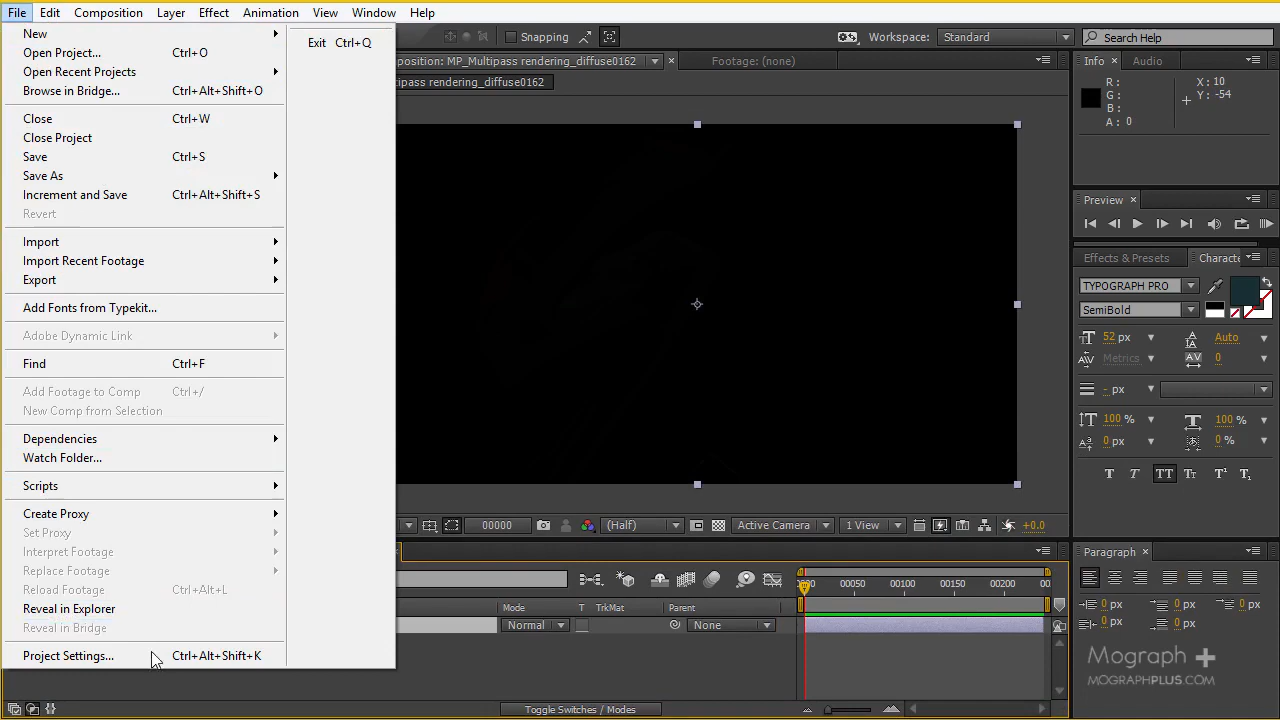 File Edit Composition Layer Effect Animation View Window Help
New
Open Project... Ctrl+O
Open Recent Projects
Browse in Bridge... Ctrl+Alt+Shift+O
Close Ctrl+W
Close Project
Save Ctrl+S
Save As
Increment and Save Ctrl+Alt+Shift+S
Revert
Import
Import Recent Footage
Export
Add Fonts from Typekit...
Adobe Dynamic Link
Find Ctrl+F
Add Footage to Comp Ctrl+/
New Comp from Selection
Dependencies
Watch Folder...
Scripts
Create Proxy
Set Proxy
Interpret Footage
Replace Footage
Reload Footage Ctrl+Alt+L
Reveal in Explorer
Reveal in Bridge
Project Settings... Ctrl+Alt+Shift+K
Exit Ctrl+Q
Snapping
Workspace: Standard
Search Help
position: MP_Multipass rendering_diffuse0162
Footage: (none)
tipass rendering_diffuse0162
Info Audio
R: X: 10
G: Y: -54
B:
A: 0
Preview
Effects & Presets Characte
TYPOGRAPH PRO
SemiBold
52 px Auto
Metrics 0
- px
100 % 100 %
0 px 0 %
T T TT Tт T¹ T₁
00000 (Half) Active Camera 1 View +0.0
Paragraph
0 px 0 px 0 px
0 px 0 px
00 00050 00100 00150 00200 00
Mode T TrkMat Parent
Normal None
Toggle Switches / Modes
Mograph +
MOGRAPHPLUS.COM